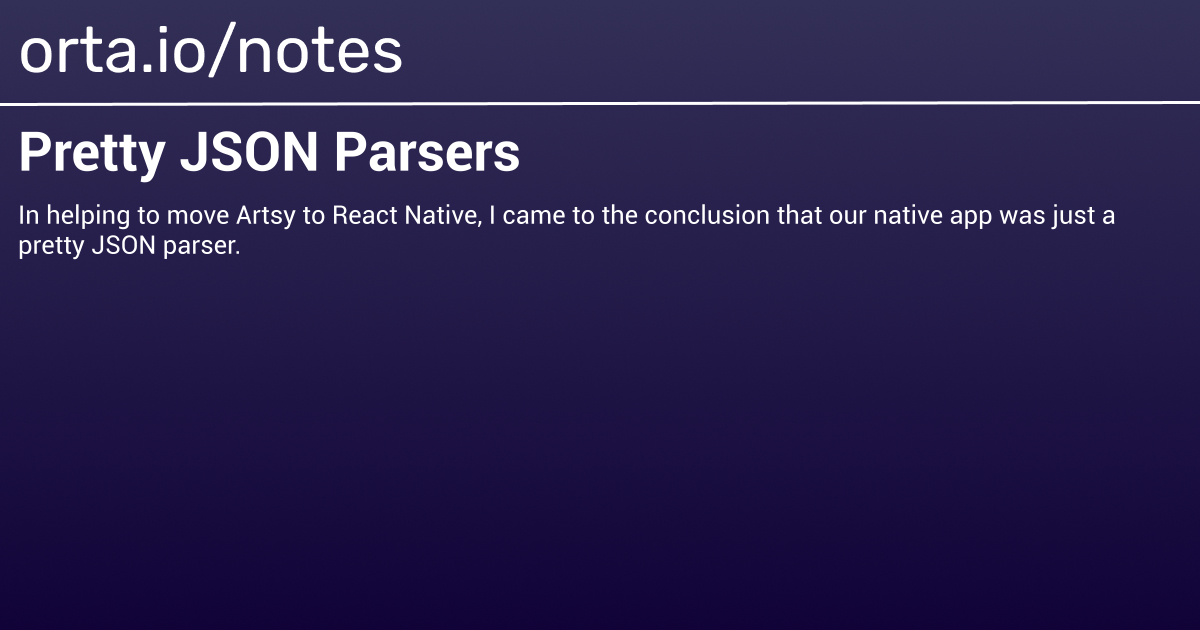 orta.io/notes
Pretty JSON Parsers
In helping to move Artsy to React Native, I came to the conclusion that our native app was just a
pretty JSON parser.